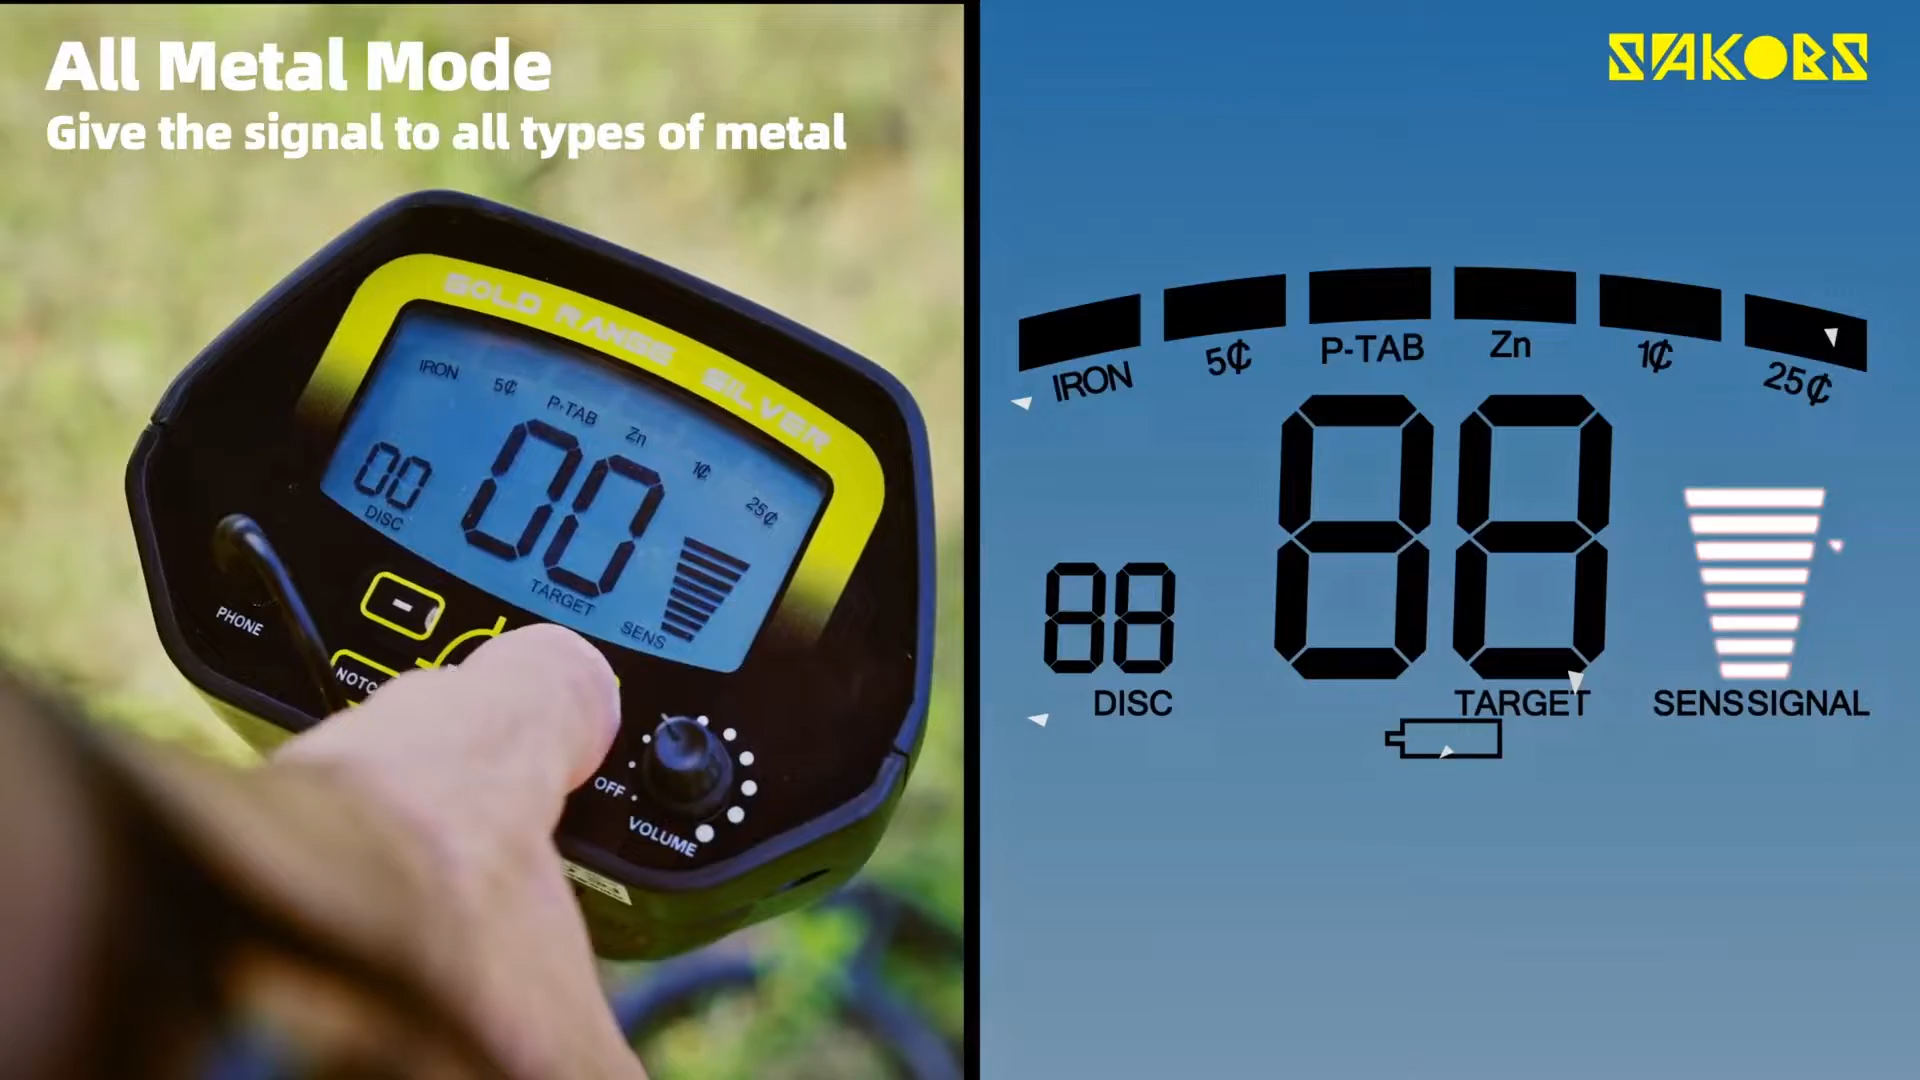 All Metal Mode
Give the signal to all types of metal
GOLD RANGE SILVER
IRON 5¢ P-TAB Zn 1¢ 25¢
00 00
DISC
TARGET
SENS
-
PHONE
OFF
VOLUME
SAKOBS
IRON 5¢ P-TAB Zn 1¢ 25¢
88 88
DISC TARGET SENS SIGNAL